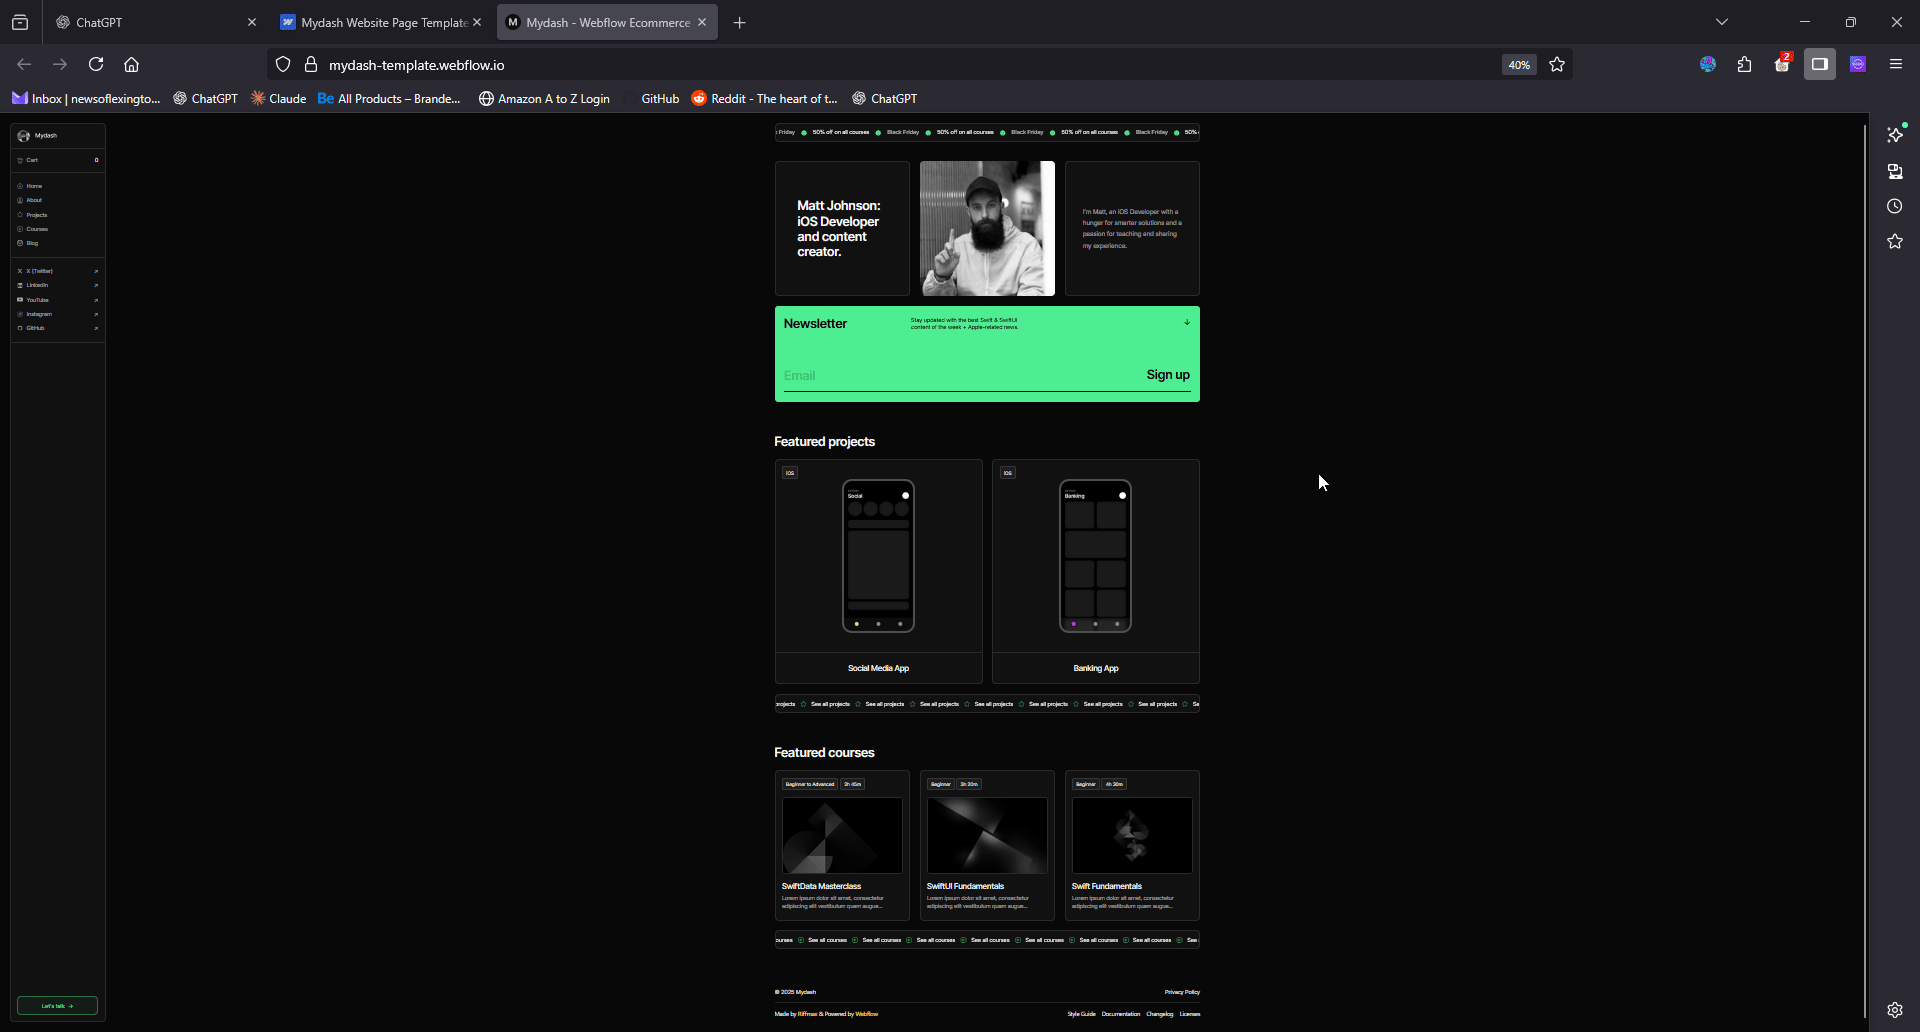 ChatGPT
Mydash Website Page Template
Mydash - Webflow Ecommerce
mydash-template.webflow.io
40%
2
Inbox | newsoflexingto...
ChatGPT
Claude
All Products – Brande...
Amazon A to Z Login
GitHub
Reddit - The heart of t...
ChatGPT
Mydash
Cart 0
Home
About
Projects
Courses
Blog
X (Twitter)
LinkedIn
YouTube
Instagram
GitHub
Let's talk →
Friday 50% off on all courses Black Friday 50% off on all courses Black Friday 50% off on all courses Black Friday 50%
Matt Johnson:
iOS Developer
and content
creator.
I'm Matt, an iOS Developer with a
hunger for smarter solutions and a
passion for teaching and sharing
my experience.
Newsletter
Stay updated with the best Swift & SwiftUI
content of the week + Apple-related news.
Email
Sign up
Featured projects
iOS
Social
Social Media App
iOS
Banking
Banking App
projects See all projects See all projects See all projects See all projects See all projects See all projects See all projects Se
Featured courses
Beginner to Advanced 2h 45m
SwiftData Masterclass
Lorem ipsum dolor sit amet, consectetur
adipiscing elit vestibulum quam augue...
Beginner 3h 20m
SwiftUI Fundamentals
Lorem ipsum dolor sit amet, consectetur
adipiscing elit vestibulum quam augue...
Beginner 4h 30m
Swift Fundamentals
Lorem ipsum dolor sit amet, consectetur
adipiscing elit vestibulum quam augue...
ourses See all courses See all courses See all courses See all courses See all courses See all courses See all courses See
© 2025 Mydash
Privacy Policy
Made by Riffmax & Powered by Webflow
Style Guide Documentation Changelog Licenses